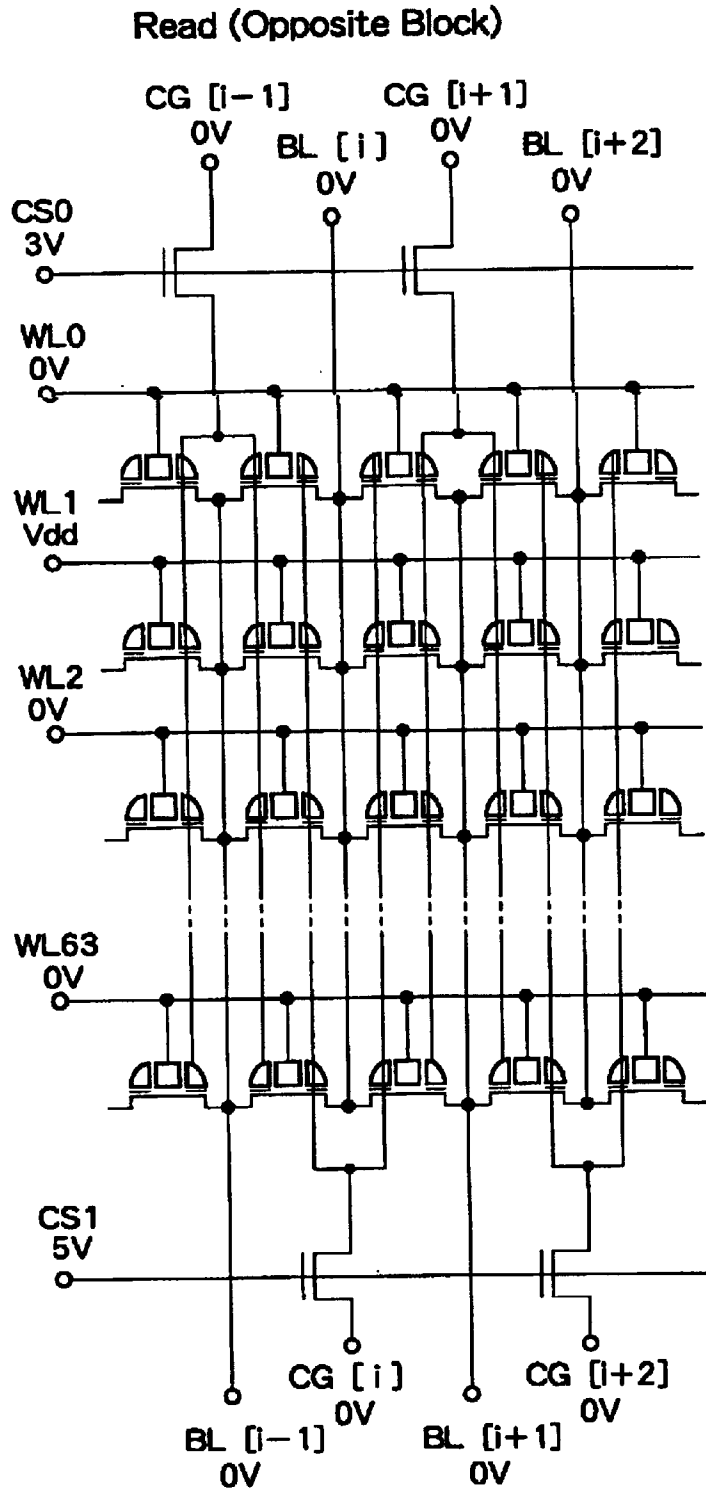 Read (Opposite Block)
CG [i-1]
0V
CG [i+1]
0V
BL [i]
0V
BL [i+2]
0V
CS0
3V
WL0
0V
WL1
Vdd
WL2
0V
WL63
0V
CS1
5V
CG [i]
0V
CG [i+2]
0V
BL [i-1]
0V
BL [i+1]
0V